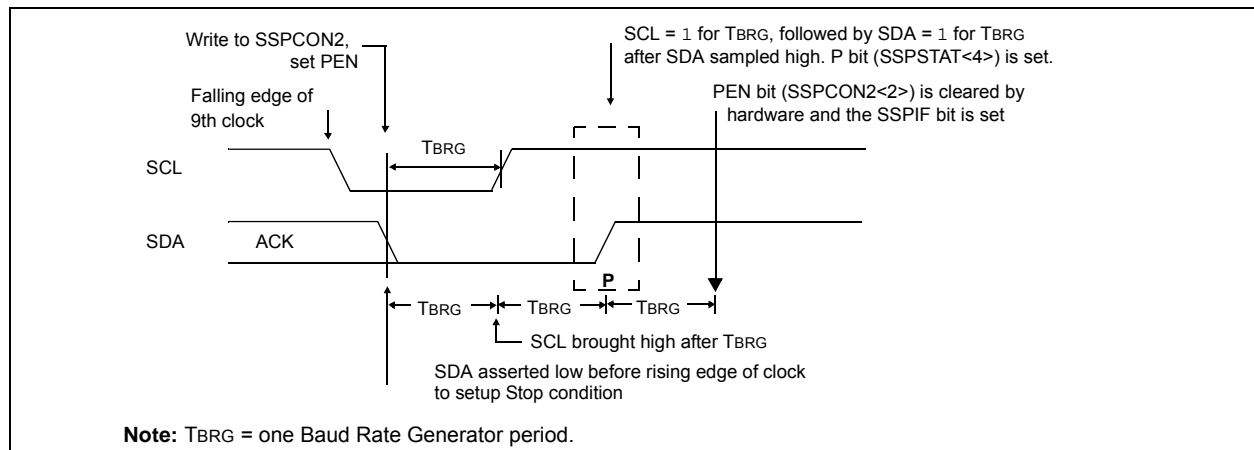 Write to SSPCON2,
set PEN
SCL = 1 for TBRG, followed by SDA = 1 for TBRG
after SDA sampled high. P bit (SSPSTAT<4>) is set.
Falling edge of
9th clock
PEN bit (SSPCON2<2>) is cleared by
hardware and the SSPIF bit is set
TBRG
SCL
SDA
ACK
P
TBRG
TBRG
TBRG
SCL brought high after TBRG
SDA asserted low before rising edge of clock
to setup Stop condition
Note: TBRG = one Baud Rate Generator period.